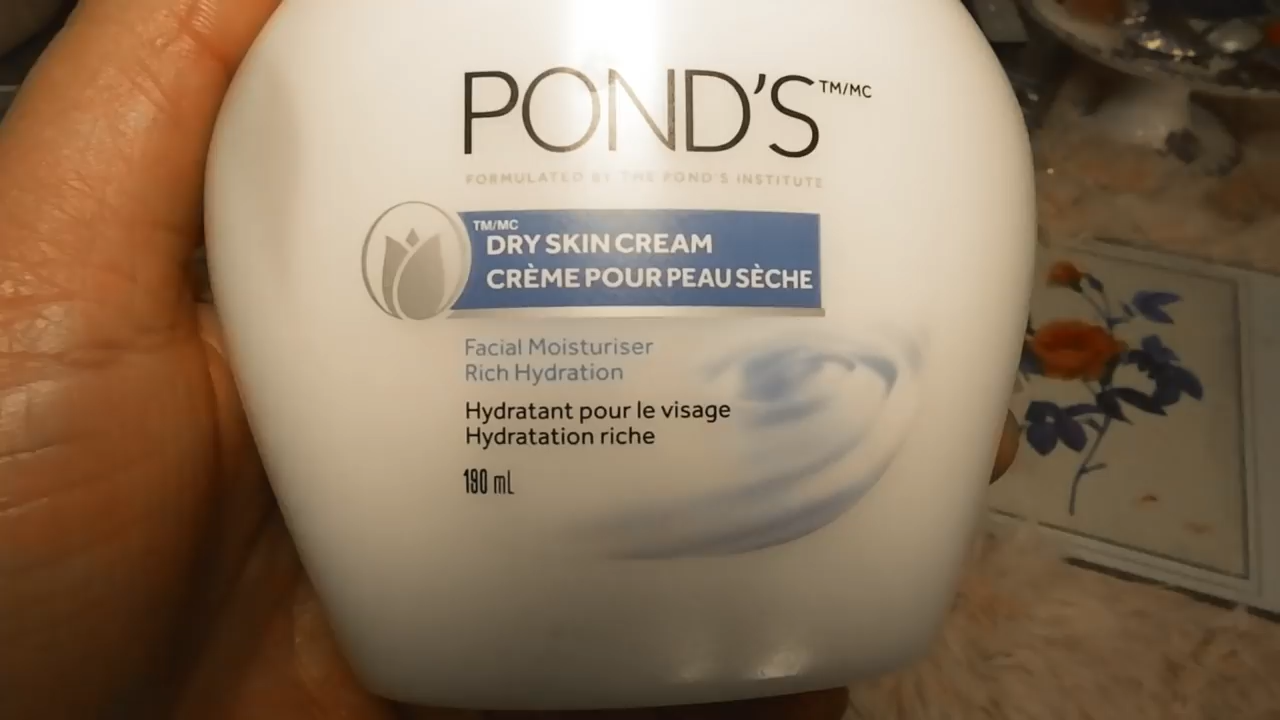 POND'S™/MC
FORMULATED BY THE POND'S INSTITUTE
TM/MC
DRY SKIN CREAM
CRÈME POUR PEAU SÈCHE
Facial Moisturiser
Rich Hydration
Hydratant pour le visage
Hydratation riche
190 mL